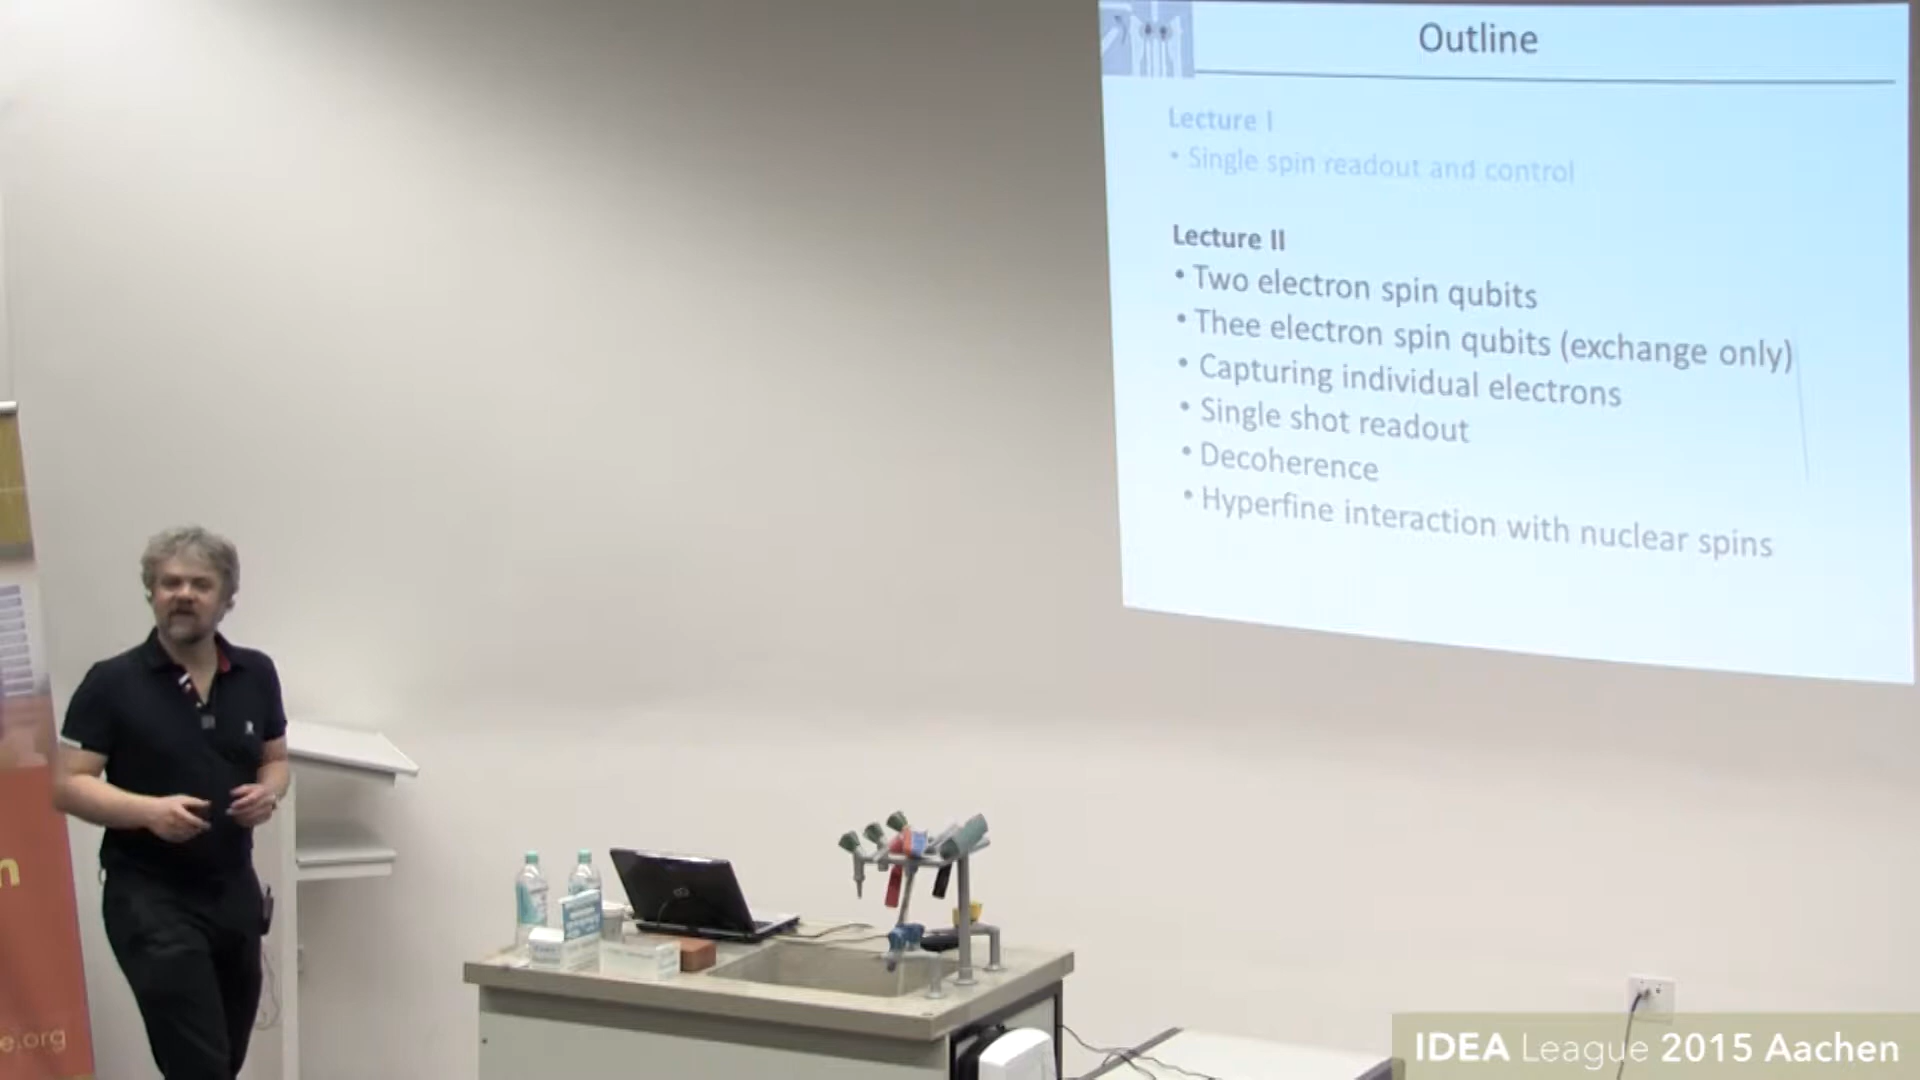 Outline
Lecture I
• Single spin readout and control
Lecture II
• Two electron spin qubits
• Thee electron spin qubits (exchange only)
• Capturing individual electrons
• Single shot readout
• Decoherence
• Hyperfine interaction with nuclear spins
n
e.org
IDEA League 2015 Aachen